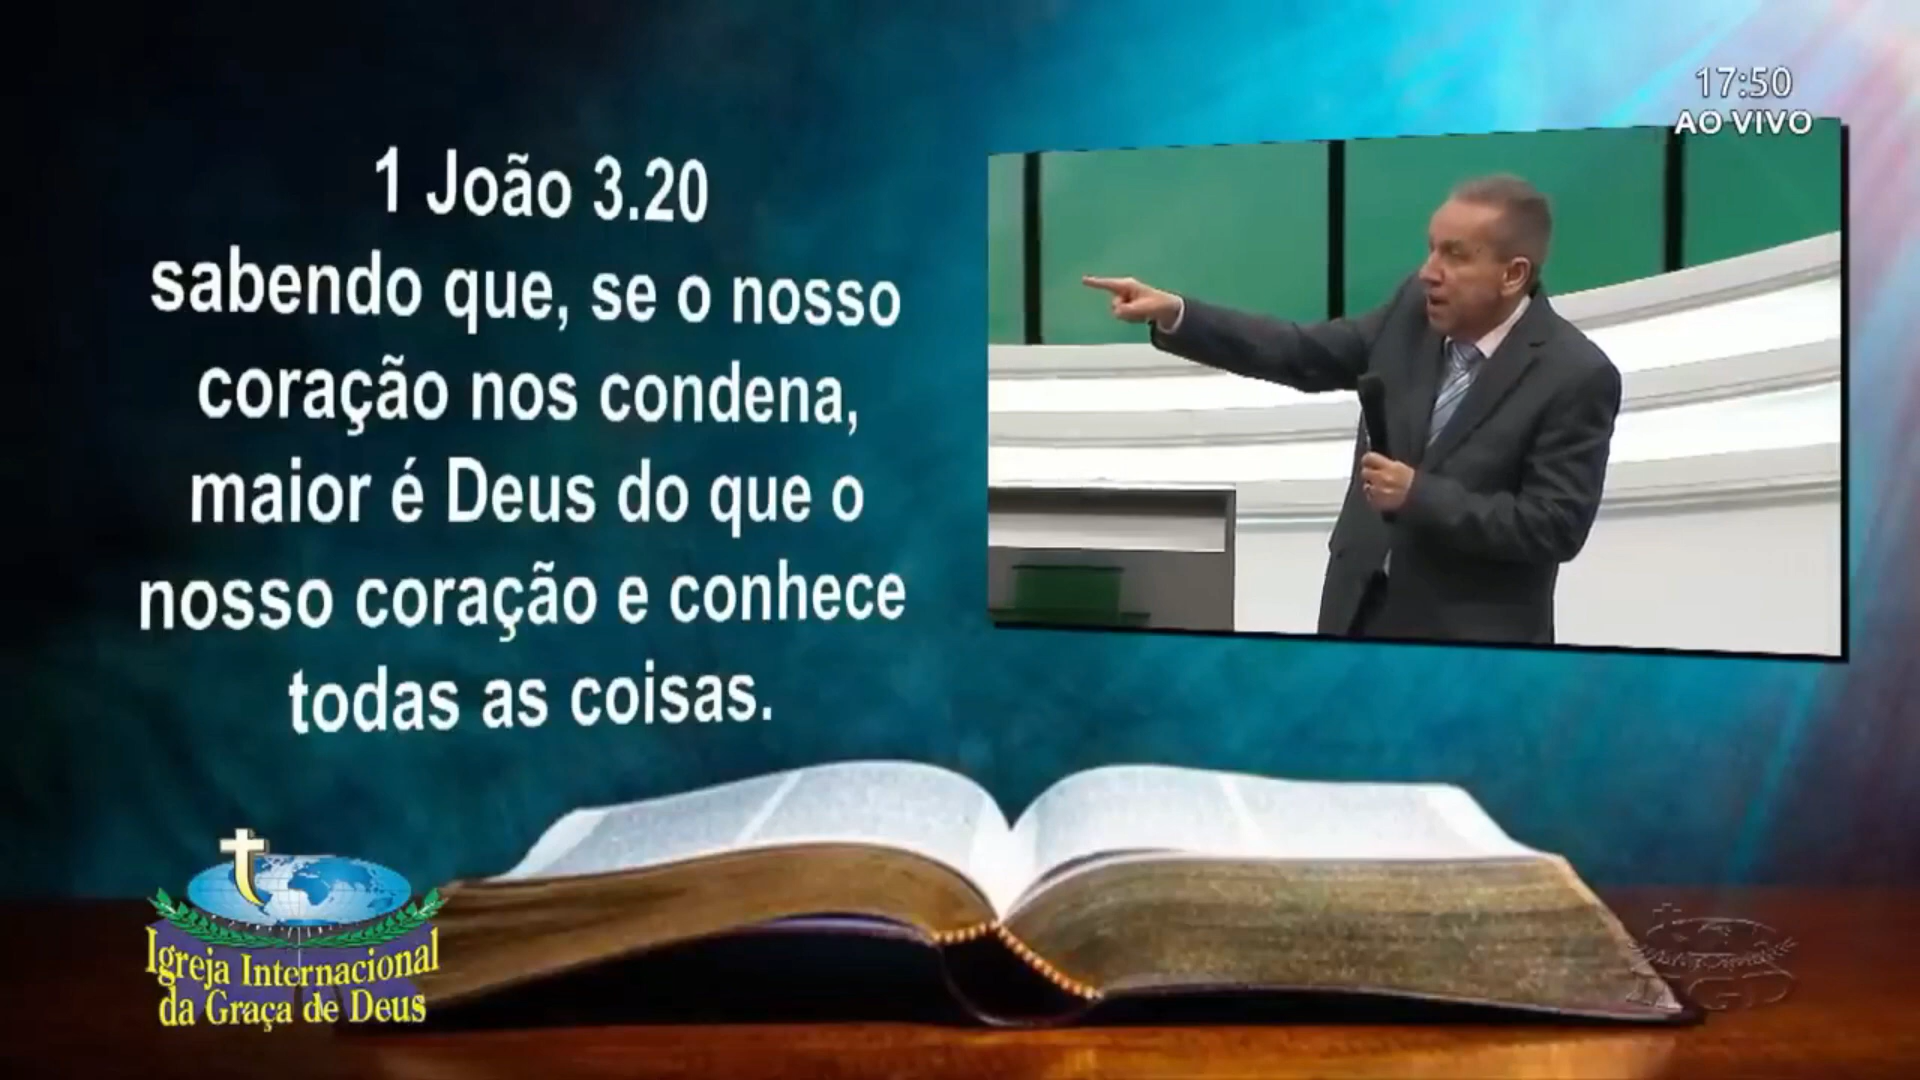 17:50
AO VIVO
1 João 3.20
sabendo que, se o nosso
coração nos condena,
maior é Deus do que o
nosso coração e conhece
todas as coisas.
Igreja Internacional
da Graça de Deus